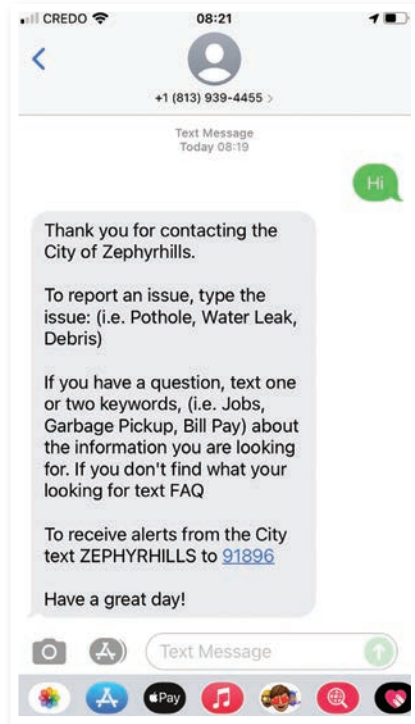 CREDO
08:21
+1 (813) 939-4455 >
Text Message
Today 08:19
Hi
Thank you for contacting the
City of Zephyrhills.
To report an issue, type the
issue: (i.e. Pothole, Water Leak,
Debris)
If you have a question, text one
or two keywords, (i.e. Jobs,
Garbage Pickup, Bill Pay) about
the information you are looking
for. If you don't find what your
looking for text FAQ
To receive alerts from the City
text ZEPHYRHILLS to 91896
Have a great day!
Text Message
Pay